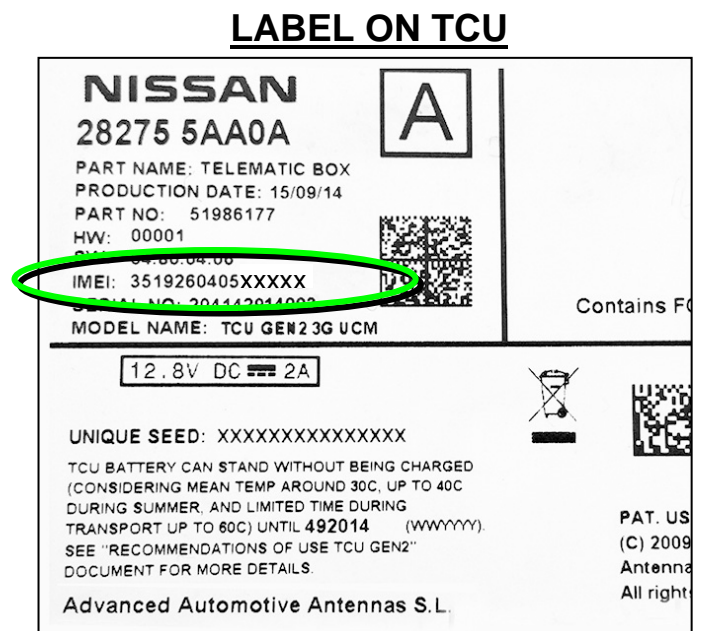 LABEL ON TCU
NISSAN
A
28275 5AA0A
PART NAME: TELEMATIC BOX
PRODUCTION DATE: 15/09/14
PART NO: 51986177
HW: 00001
IMEI: 3519260405XXXXX
MODEL NAME: TCU GEN2 3G UCM
Contains FC
12.8V DC 2A
UNIQUE SEED: XXXXXXXXXXXXXXX
TCU BATTERY CAN STAND WITHOUT BEING CHARGED
(CONSIDERING MEAN TEMP AROUND 30C, UP TO 40C
DURING SUMMER, AND LIMITED TIME DURING
TRANSPORT UP TO 60C) UNTIL 492014 (WWYYYY).
SEE "RECOMMENDATIONS OF USE TCU GEN2"
DOCUMENT FOR MORE DETAILS.
Advanced Automotive Antennas S.L.
PAT. US
(C) 2009
Antenna
All right